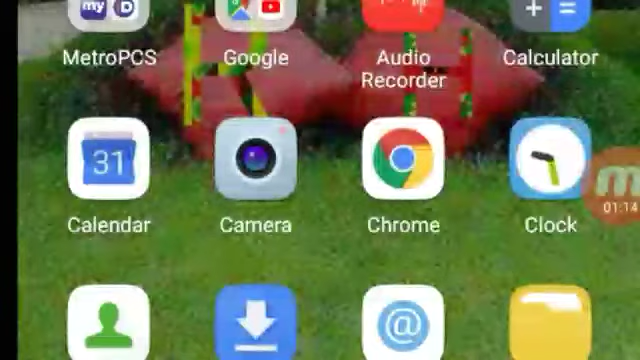 my D
MetroPCS
Google
Audio
Recorder
Calculator
31
Calendar
Camera
Chrome
Clock
01:14
@